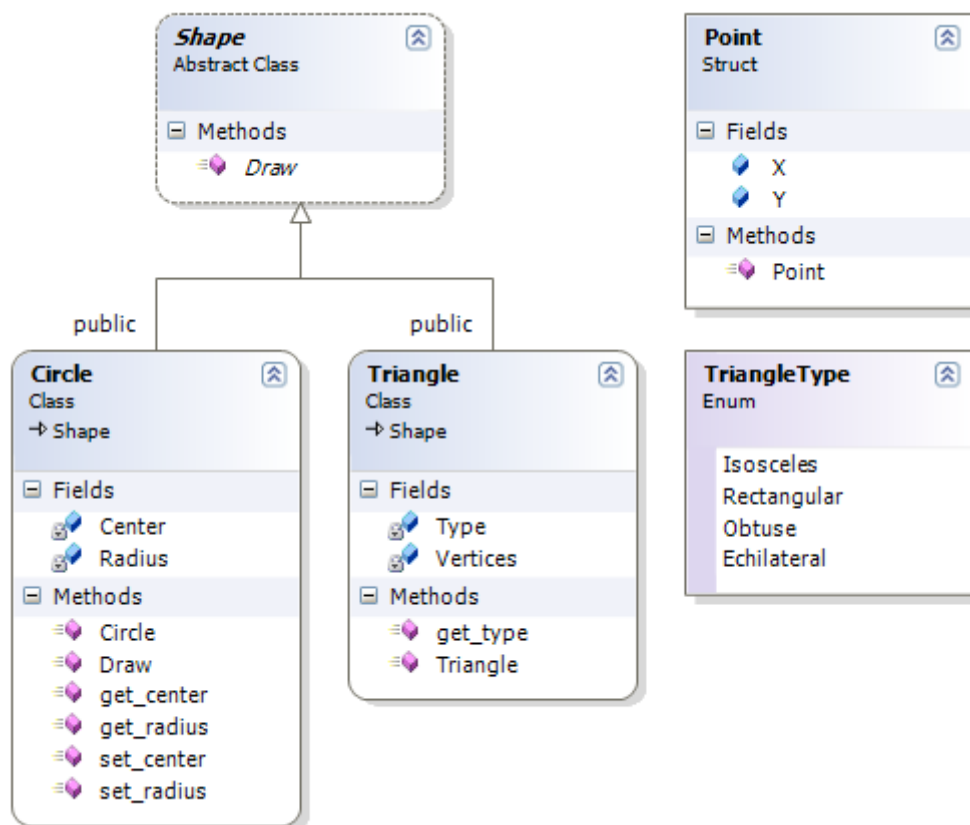 Shape
Abstract Class
Methods
Draw
Point
Struct
Fields
X
Y
Methods
Point
public
public
Circle
Class
Shape
Fields
Center
Radius
Methods
Circle
Draw
get_center
get_radius
set_center
set_radius
Triangle
Class
Shape
Fields
Type
Vertices
Methods
get_type
Triangle
TriangleType
Enum
Isosceles
Rectangular
Obtuse
Echilateral